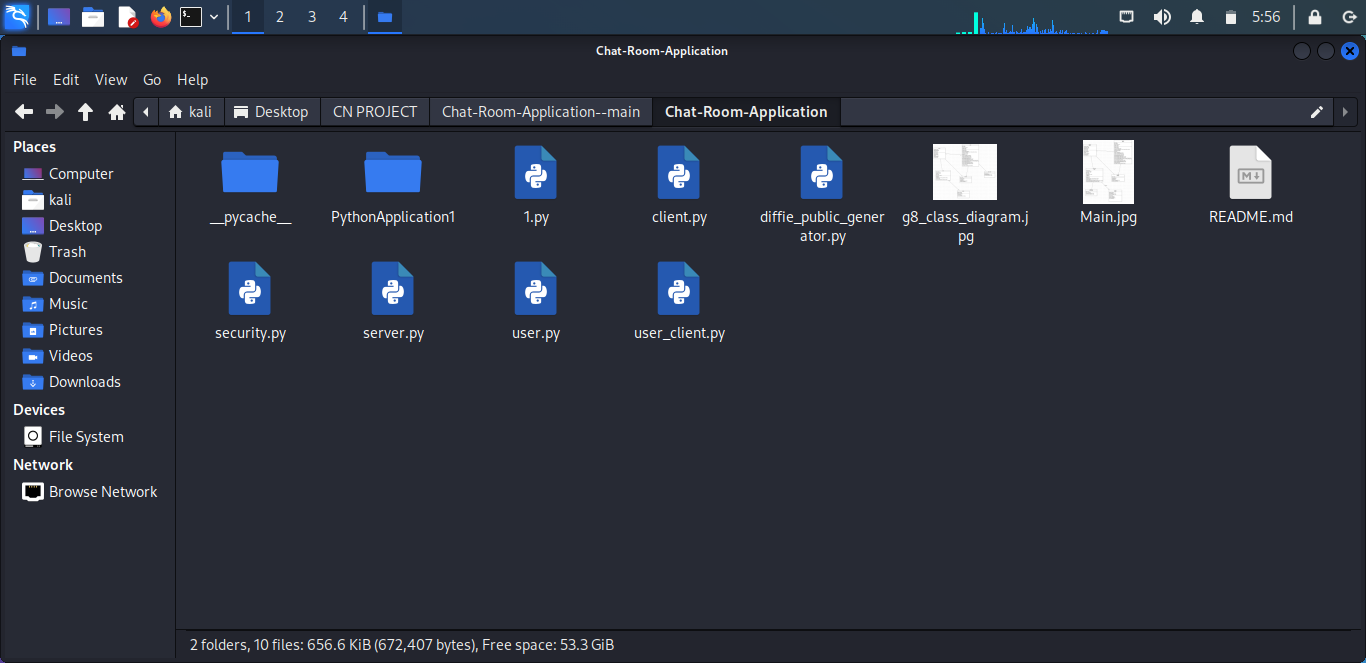 1 2 3 4 5:56
Chat-Room-Application
File Edit View Go Help
kali Desktop CN PROJECT Chat-Room-Application--main Chat-Room-Application
Places
Computer
kali
Desktop
Trash
Documents
Music
Pictures
Videos
Downloads
Devices
File System
Network
Browse Network
__pycache__ PythonApplication1 1.py client.py diffie_public_gener
ator.py g8_class_diagram.j
pg Main.jpg README.md
security.py server.py user.py user_client.py
2 folders, 10 files: 656.6 KiB (672,407 bytes), Free space: 53.3 GiB